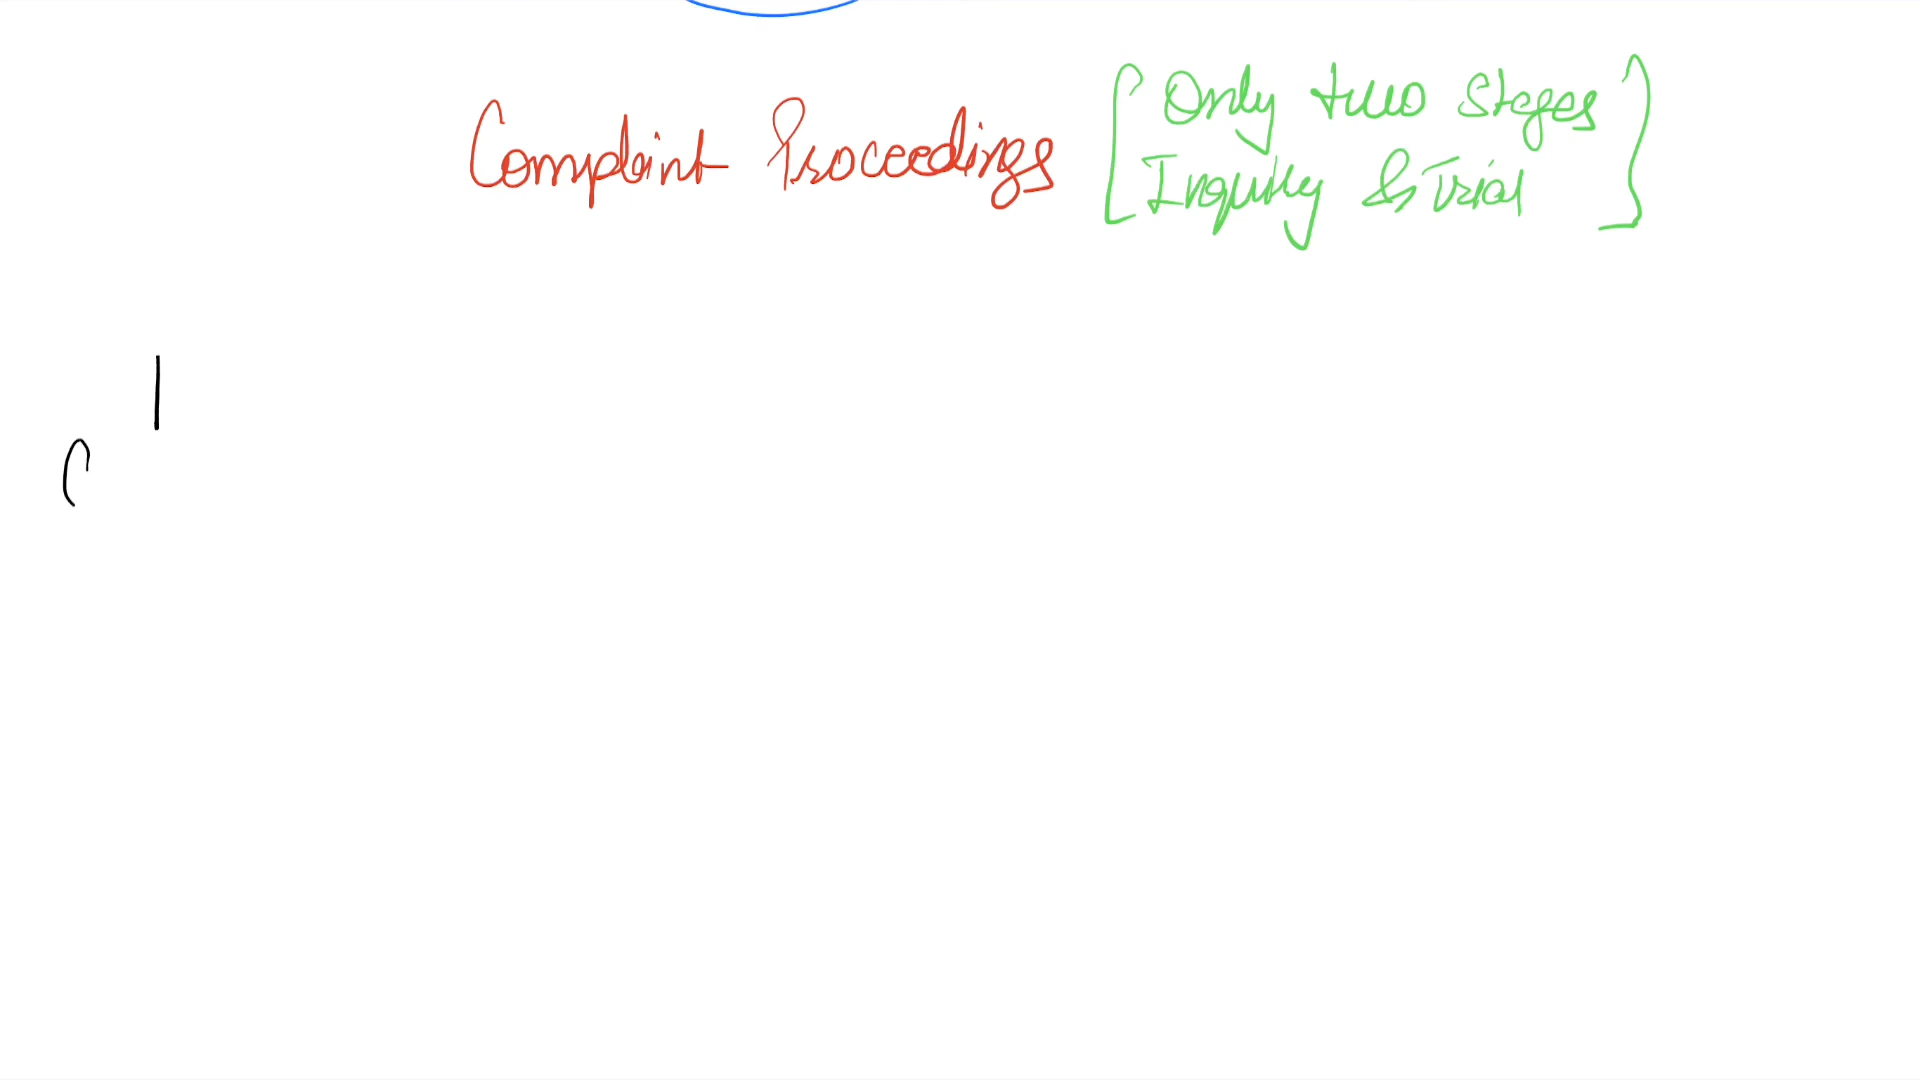 Complaint Proceedings
[Only two stages
Inquiry & Trial]